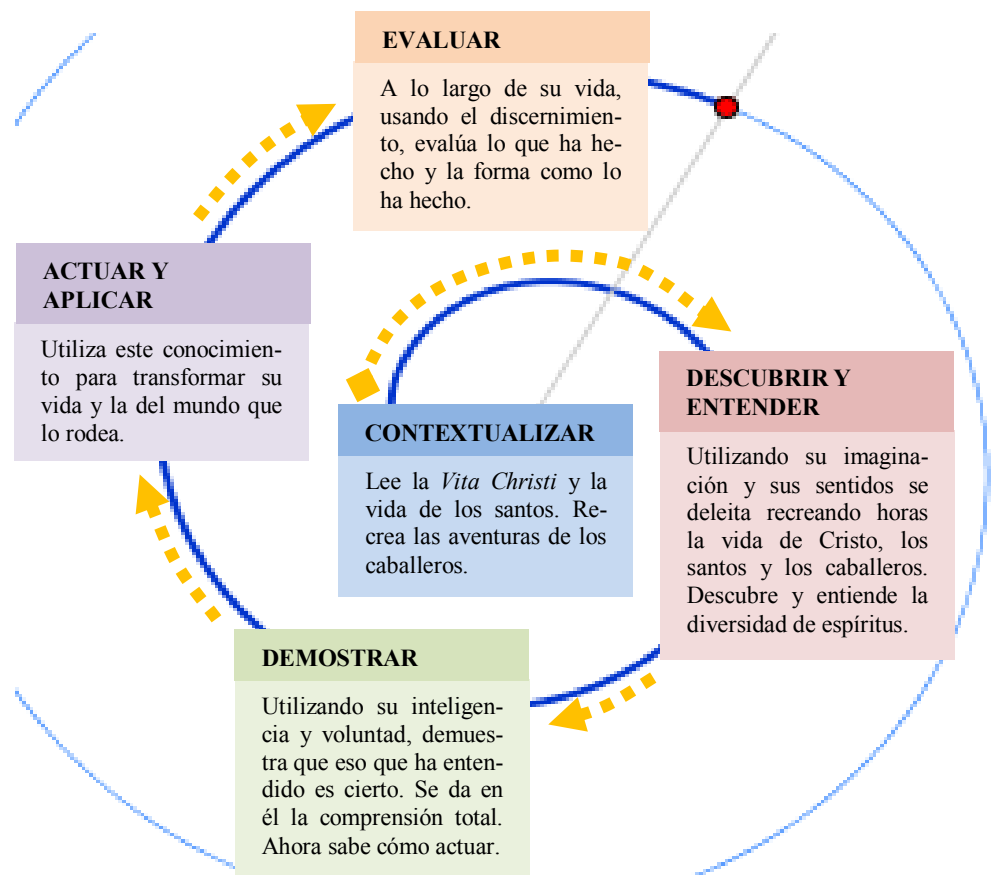 EVALUAR
A lo largo de su vida,
usando el discernimien-
to, evalúa lo que ha he-
cho y la forma como lo
ha hecho.
ACTUAR Y
APLICAR
Utiliza este conocimien-
to para transformar su
vida y la del mundo que
lo rodea.
CONTEXTUALIZAR
Lee la Vita Christi y la
vida de los santos. Re-
crea las aventuras de los
caballeros.
DESCUBRIR Y
ENTENDER
Utilizando su imagina-
ción y sus sentidos se
deleita recreando horas
la vida de Cristo, los
santos y los caballeros.
Descubre y entiende la
diversidad de espíritus.
DEMOSTRAR
Utilizando su inteligen-
cia y voluntad, demues-
tra que eso que ha enten-
dido es cierto. Se da en
él la comprensión total.
Ahora sabe cómo actuar.